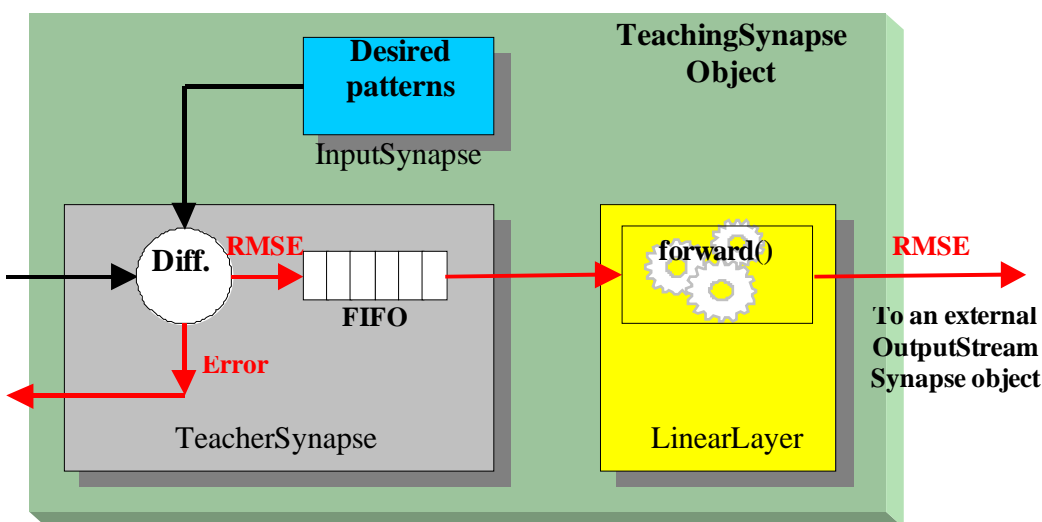 TeachingSynapse
Object
Desired
patterns
InputSynapse
Diff.
RMSE
FIFO
Error
TeacherSynapse
forward()
LinearLayer
RMSE
To an external
OutputStream
Synapse object